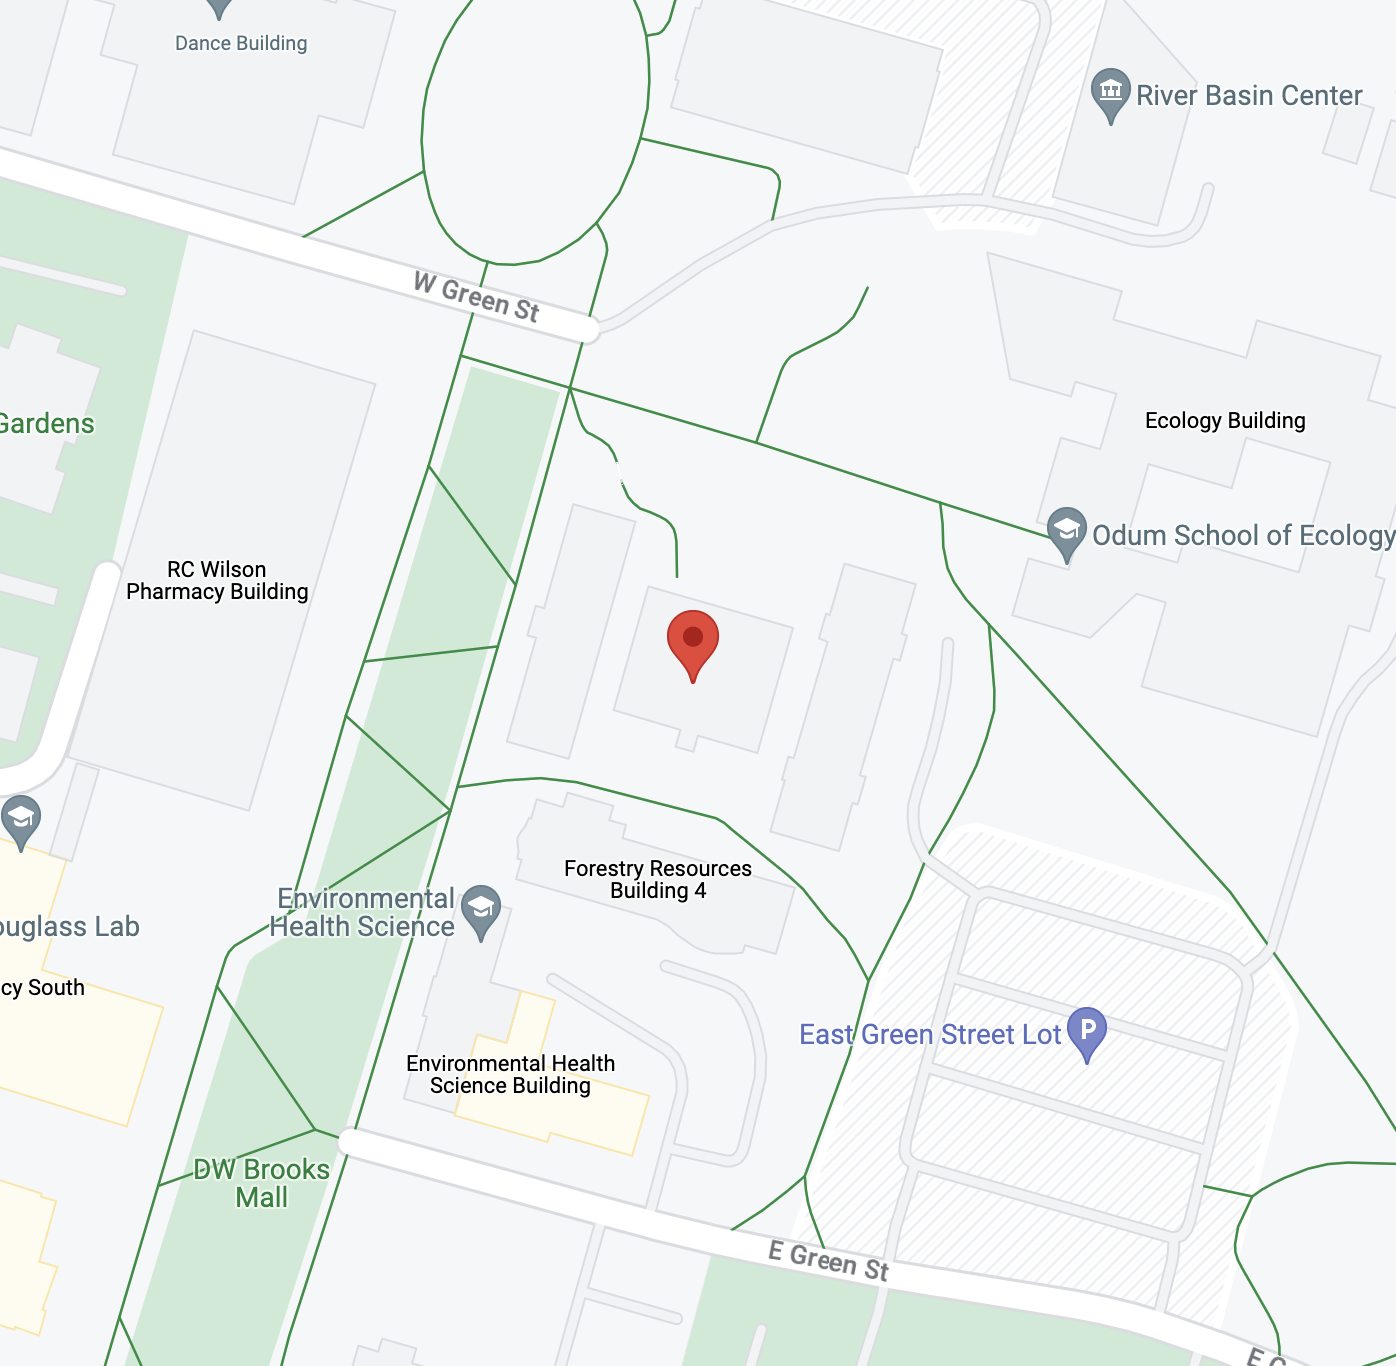 Dance Building
River Basin Center
W Green St
Gardens
Ecology Building
Odum School of Ecology
RC Wilson
Pharmacy Building
Forestry Resources
Building 4
Environmental
Health Science
ouglass Lab
cy South
East Green Street Lot
P
Environmental Health
Science Building
DW Brooks
Mall
E Green St
E G